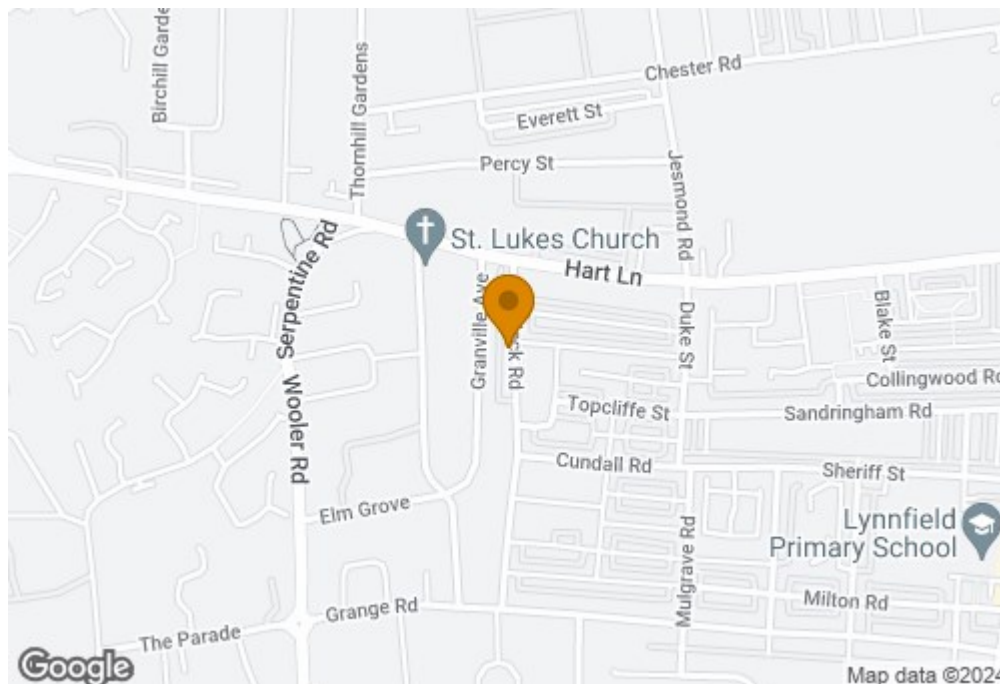 Birchill Garde
Thornhill Gardens
Chester Rd
Everett St
Percy St
Jesmond Rd
St. Lukes Church
Serpentine Rd
Hart Ln
Granville Ave
Duke St
Blake St
Collingwood Rd
Wooler Rd
Topcliffe St
Sandringham Rd
Cundall Rd
Sheriff St
Elm Grove
Lynnfield
Primary School
Mulgrave Rd
Milton Rd
Grange Rd
The Parade
Google
Map data ©2024